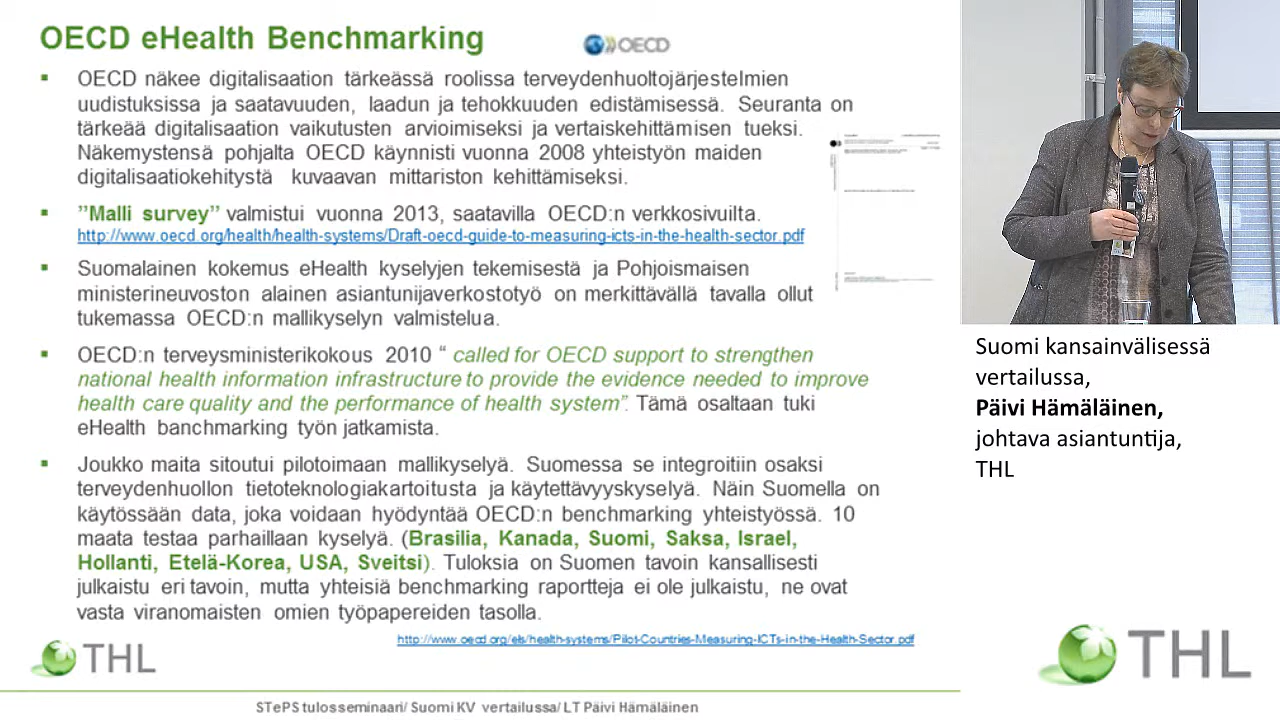 OECD eHealth Benchmarking
OECD
▪ OECD näkee digitalisaation tärkeässä roolissa terveydenhuoltojärjestelmien
uudistuksissa ja saatavuuden, laadun ja tehokkuuden edistämisessä. Seuranta on
tärkeää digitalisaation vaikutusten arvioimiseksi ja vertaiskehittämisen tueksi.
Näkemystensä pohjalta OECD käynnisti vuonna 2008 yhteistyön maiden
digitalisaatiokehitystä kuvaavan mittariston kehittämiseksi.
▪ ”Malli survey” valmistui vuonna 2013, saatavilla OECD:n verkkosivuilta.
http://www.oecd.org/health/health-systems/Draft-oecd-guide-to-measuring-icts-in-the-health-sector.pdf
▪ Suomalainen kokemus eHealth kyselyjen tekemisestä ja Pohjoismaisen
ministerineuvoston alainen asiantunijaverkostotyö on merkittävällä tavalla ollut
tukemassa OECD:n mallikyselyn valmistelua.
▪ OECD:n terveysministerikokous 2010 “ called for OECD support to strengthen
national health information infrastructure to provide the evidence needed to improve
health care quality and the performance of health system”. Tämä osaltaan tuki
eHealth banchmarking työn jatkamista.
▪ Joukko maita sitoutui pilotoimaan mallikyselyä. Suomessa se integroitiin osaksi
terveydenhuollon tietoteknologiakartoitusta ja käytettävyyskyselyä. Näin Suomella on
käytössään data, joka voidaan hyödyntää OECD:n benchmarking yhteistyössä. 10
maata testaa parhaillaan kyselyä. (Brasilia, Kanada, Suomi, Saksa, Israel,
Hollanti, Etelä-Korea, USA, Sveitsi). Tuloksia on Suomen tavoin kansallisesti
julkaistu eri tavoin, mutta yhteisiä benchmarking raportteja ei ole julkaistu, ne ovat
vasta viranomaisten omien työpapereiden tasolla.
http://www.oecd.org/els/health-systems/Pilot-Countries-Measuring-ICTs-in-the-Health-Sector.pdf
THL
STePS tulosseminaari/ Suomi KV vertailussa/ LT Päivi Hämäläinen
Suomi kansainvälisessä
vertailussa,
Päivi Hämäläinen,
johtava asiantuntija,
THL
THL